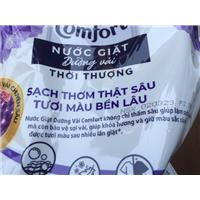 Comfort
NƯỚC GIẶT
Dưỡng vải
THỜI THƯỢNG
SẠCH THƠM THẬT SÂU
TƯƠI MÀU BỀN LÂU
Nước Giặt Dưỡng Vải Comfort không chỉ thấm sâu giúp làm
mà còn bảo vệ sợi vải, giúp khóa hương và giữ màu sắc
được tươi màu sau nhiều lần giặt*.